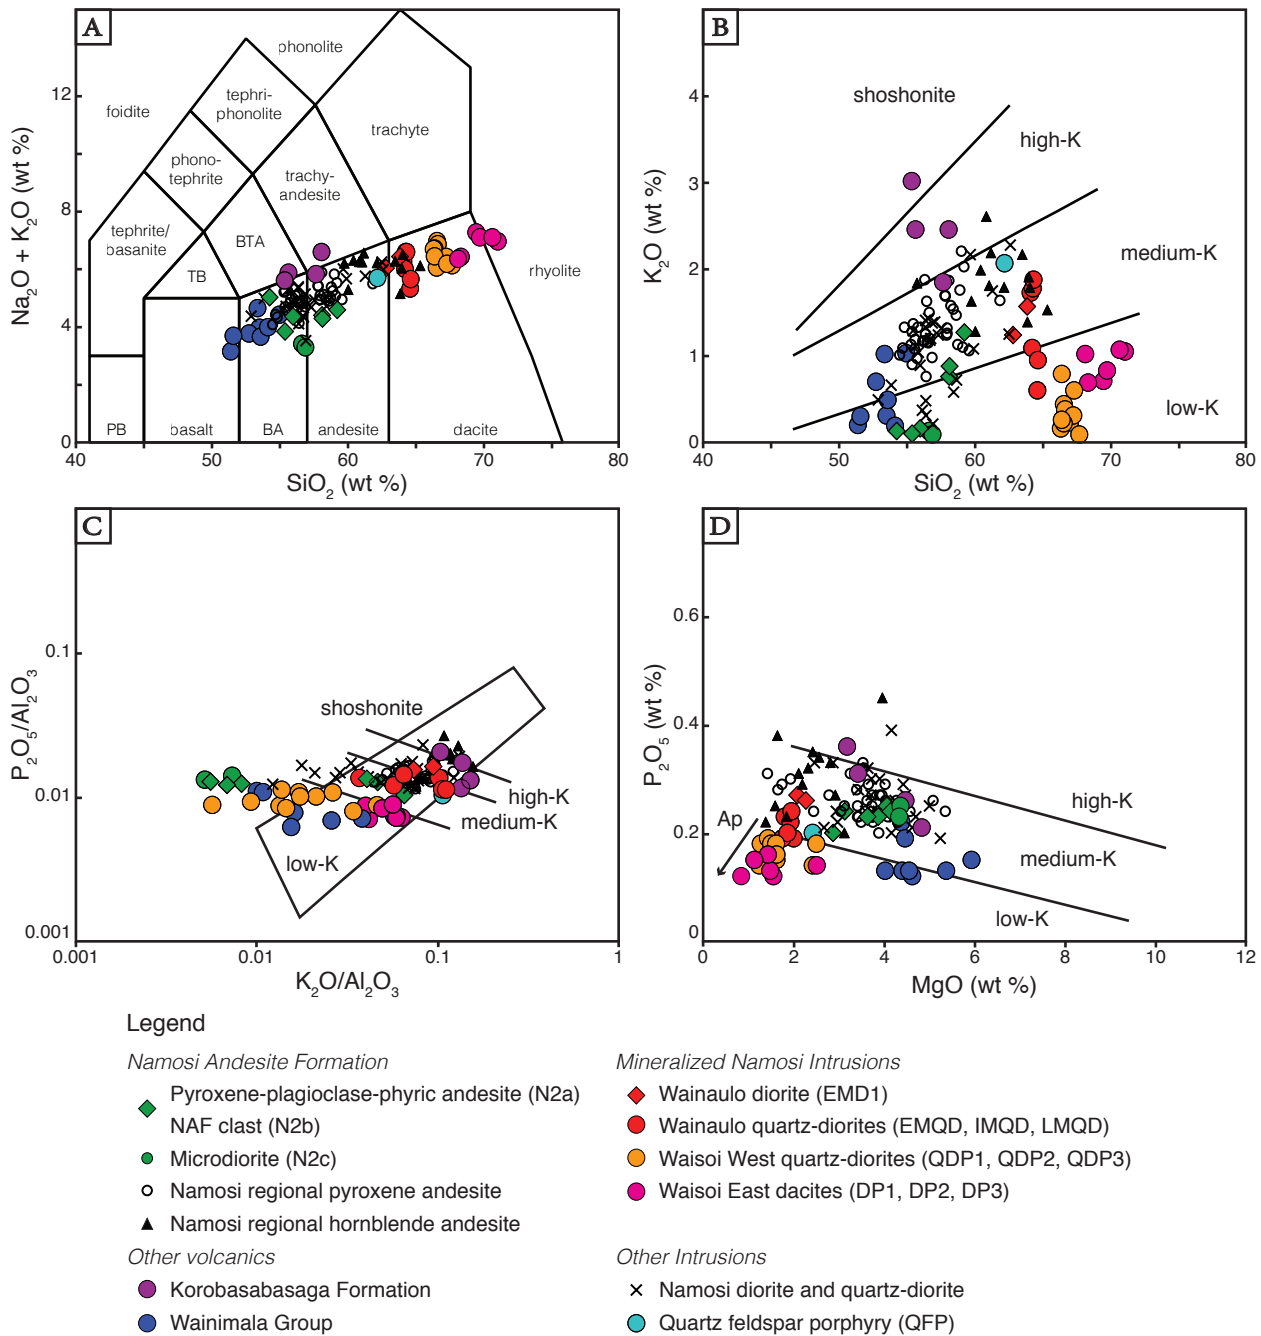 A
phonolite
foidite
tephri-
phonolite
trachyte
phono-
tephrite
trachy-
andesite
tephrite/
basanite
BTA
TB
rhyolite
PB
basalt
BA
andesite
dacite
12
8
4
0
40
50
60
70
80
Na2O + K2O (wt %)
SiO2 (wt %)
B
shoshonite
high-K
medium-K
low-K
4
3
2
1
0
40
50
60
70
80
K2O (wt %)
SiO2 (wt %)
C
shoshonite
high-K
medium-K
low-K
0.1
0.01
0.001
0.001
0.01
0.1
1
P2O5/Al2O3
K2O/Al2O3
D
Ap
high-K
medium-K
low-K
0.6
0.4
0.2
0
0
2
4
6
8
10
12
P2O5 (wt %)
MgO (wt %)
Legend
Namosi Andesite Formation
Pyroxene-plagioclase-phyric andesite (N2a)
NAF clast (N2b)
Microdiorite (N2c)
Namosi regional pyroxene andesite
Namosi regional hornblende andesite
Other volcanics
Korobasabasaga Formation
Wainimala Group
Mineralized Namosi Intrusions
Wainaulo diorite (EMD1)
Wainaulo quartz-diorites (EMQD, IMQD, LMQD)
Waisoi West quartz-diorites (QDP1, QDP2, QDP3)
Waisoi East dacites (DP1, DP2, DP3)
Other Intrusions
Namosi diorite and quartz-diorite
Quartz feldspar porphyry (QFP)